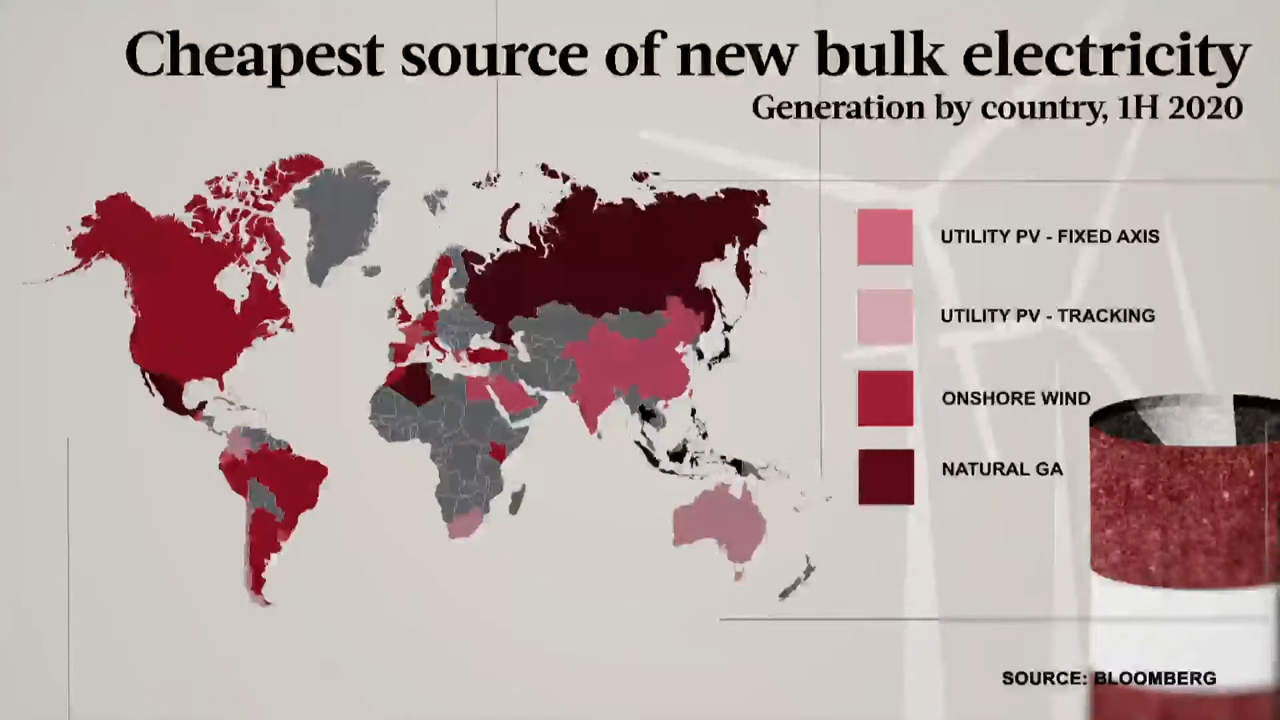 Cheapest source of new bulk electricity
Generation by country, 1H 2020
UTILITY PV - FIXED AXIS
UTILITY PV - TRACKING
ONSHORE WIND
NATURAL GA
SOURCE: BLOOMBERG